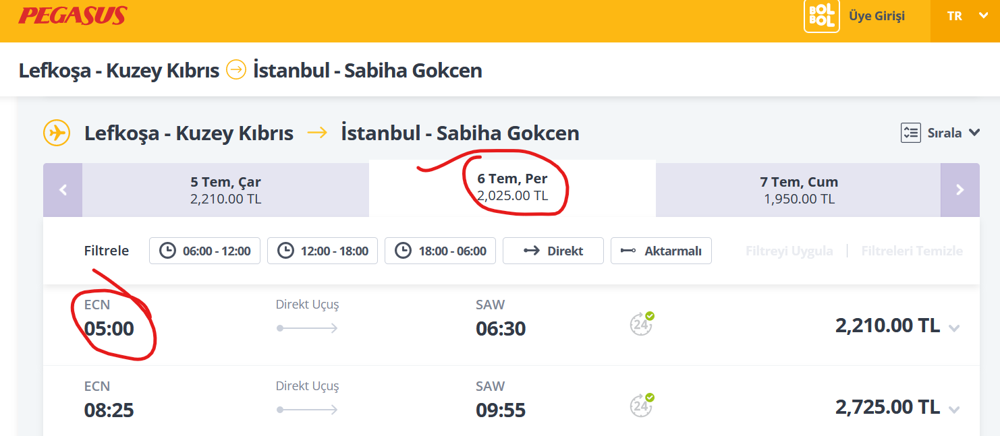 PEGASUS
BOL
BOL
Üye Girişi
TR
Lefkoşa - Kuzey Kıbrıs
İstanbul - Sabiha Gokcen
Lefkoşa - Kuzey Kıbrıs
İstanbul - Sabiha Gokcen
Sırala
5 Tem, Çar
2,210.00 TL
6 Tem, Per
2,025.00 TL
7 Tem, Cum
1,950.00 TL
Filtrele
06:00 - 12:00
12:00 - 18:00
18:00 - 06:00
Direkt
Aktarmalı
Filtreyi Uygula
Filtreleri Temizle
ECN
05:00
Direkt Uçuş
SAW
06:30
24
2,210.00 TL
ECN
08:25
Direkt Uçuş
SAW
09:55
24
2,725.00 TL